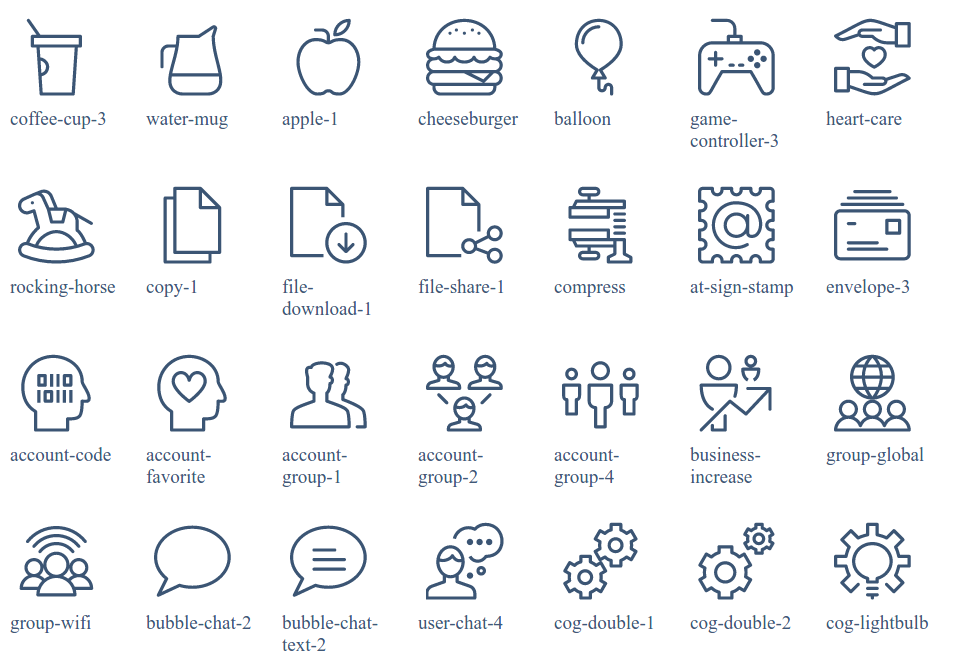 coffee-cup-3
water-mug
apple-1
cheeseburger
balloon
game-
controller-3
heart-care
rocking-horse
copy-1
file-
download-1
file-share-1
compress
at-sign-stamp
envelope-3
account-code
account-
favorite
account-
group-1
account-
group-2
account-
group-4
business-
increase
group-global
group-wifi
bubble-chat-2
bubble-chat-
text-2
user-chat-4
cog-double-1
cog-double-2
cog-lightbulb